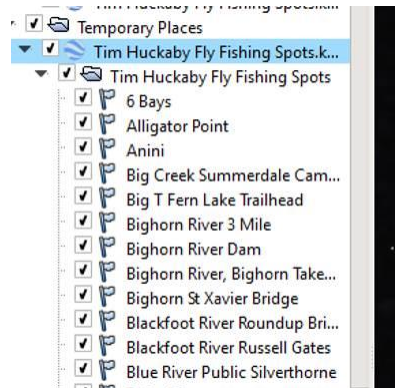 Temporary Places
Tim Huckaby Fly Fishing Spots.k...
Tim Huckaby Fly Fishing Spots
6 Bays
Alligator Point
Anini
Big Creek Summerdale Cam...
Big T Fern Lake Trailhead
Bighorn River 3 Mile
Bighorn River Dam
Bighorn River, Bighorn Take...
Bighorn St Xavier Bridge
Blackfoot River Roundup Bri...
Blackfoot River Russell Gates
Blue River Public Silverthorne